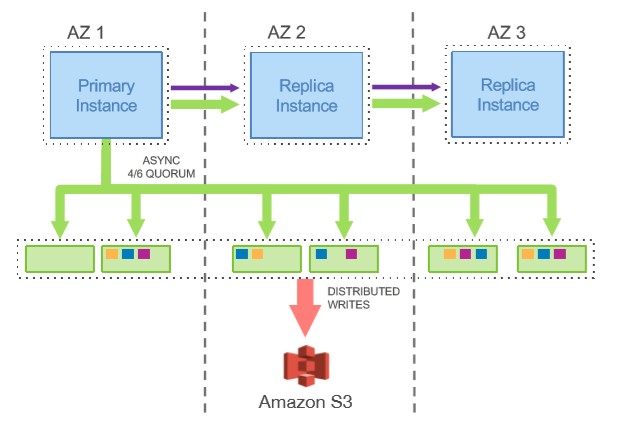 AZ 1
AZ 2
AZ 3
Primary
Instance
Replica
Instance
Replica
Instance
ASYNC
4/6 QUORUM
DISTRIBUTED
WRITES
Amazon S3